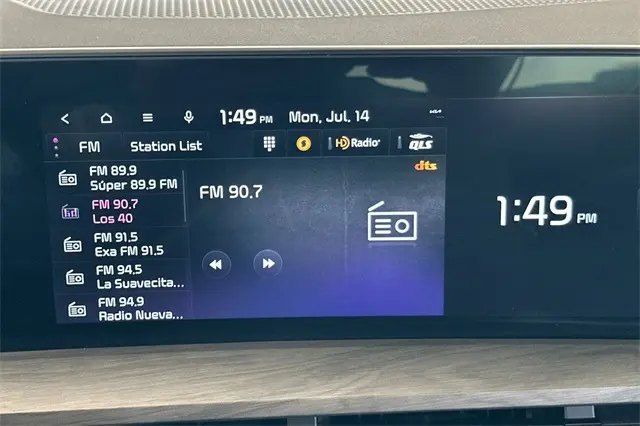 1:49 PM Mon, Jul. 14
FM Station List HD Radio QLS
dts
FM 89.9
Súper 89.9 FM
FM 90.7
Los 40
FM 91.5
Exa FM 91.5
FM 94.5
La Suavecita...
FM 94.9
Radio Nueva...
FM 90.7
1:49 PM